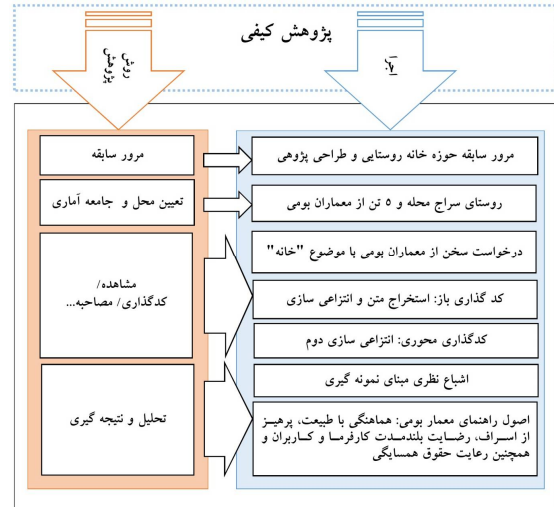 پژوهش کیفی
اجرا
روش
پژوهش
مرور سابقه حوزه خانه روستایی و طراحی پژوهی
مرور سابقه
روستای سراج محله و ٥ تن از معماران بومی
تعیین محل و جامعه آماری
درخواست سخن از معماران بومی با موضوع "خانه"
کد گذاری باز: استخراج متن و انتزاعی سازی
کدگذاری محوری: انتزاعی سازی دوم
مشاهده/
کدگذاری/ مصاحبه...
اشباع نظری مبنای نمونه گیری
اصول راهنمای معمار بومی: هماهنگی با طبیعت، پرهیز
از اسراف، رضایت بلندمدت کارفرما و کاربران و
همچنین رعایت حقوق همسایگی
تحلیل و نتیجه گیری